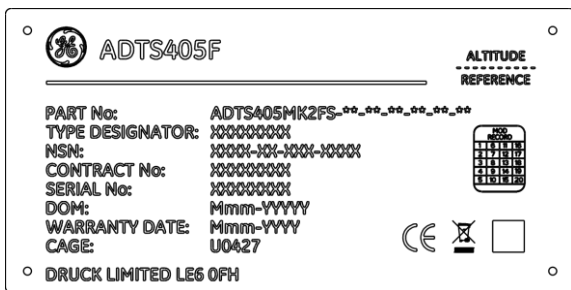 ADTS405F
ALTITUDE
REFERENCE
PART No: ADTS405MK2FS-**-**-**-**-**-**
TYPE DESIGNATOR: XXXXXXXX
NSN: XXXX-XX-XXX-XXXX
CONTRACT No: XXXXXXXX
SERIAL No: XXXXXXXX
DOM: Mmm-YYYYY
WARRANTY DATE: Mmm-YYYY
CAGE: U0427
MOD
RECORD
1 6 11 16
2 7 12 17
3 8 13 18
4 9 14 19
5 10 15 20
CE
DRUCK LIMITED LE6 0FH